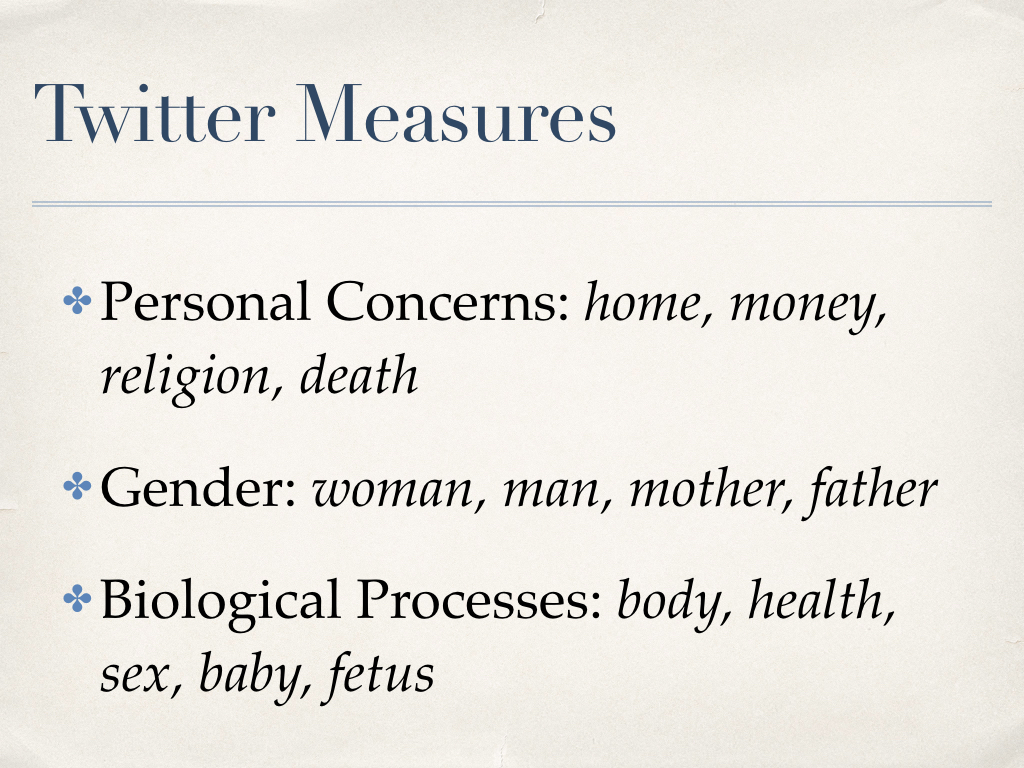 Twitter Measures
✤ Personal Concerns: home, money,
religion, death
✤ Gender: woman, man, mother, father
✤ Biological Processes: body, health,
sex, baby, fetus